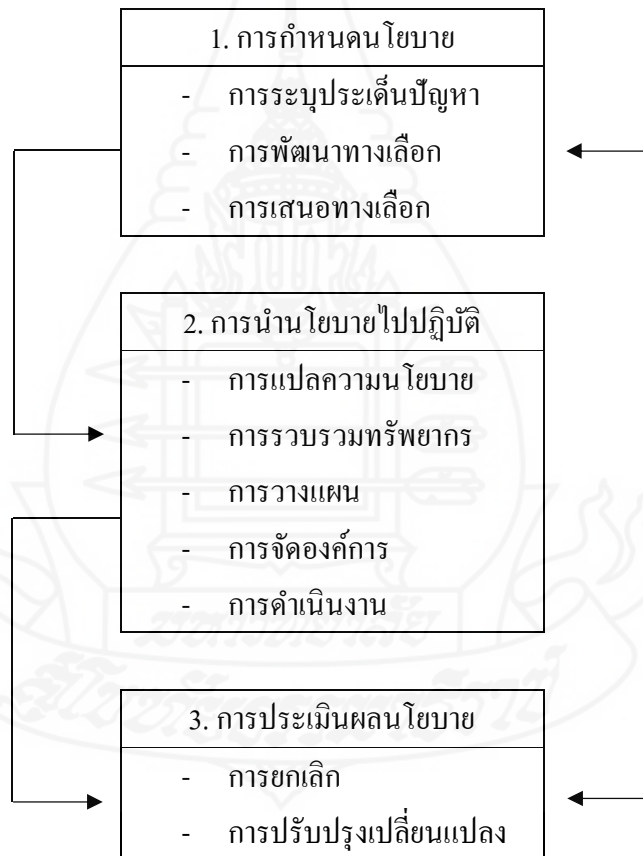 1. การกำหนดนโยบาย
- การระบุประเด็นปัญหา
- การพัฒนาทางเลือก
- การเสนอทางเลือก
2. การนำนโยบายไปปฏิบัติ
- การแปลความนโยบาย
- การรวบรวมทรัพยากร
- การวางแผน
- การจัดองค์การ
- การดำเนินงาน
3. การประเมินผลนโยบาย
- การยกเลิก
- การปรับปรุงเปลี่ยนแปลง